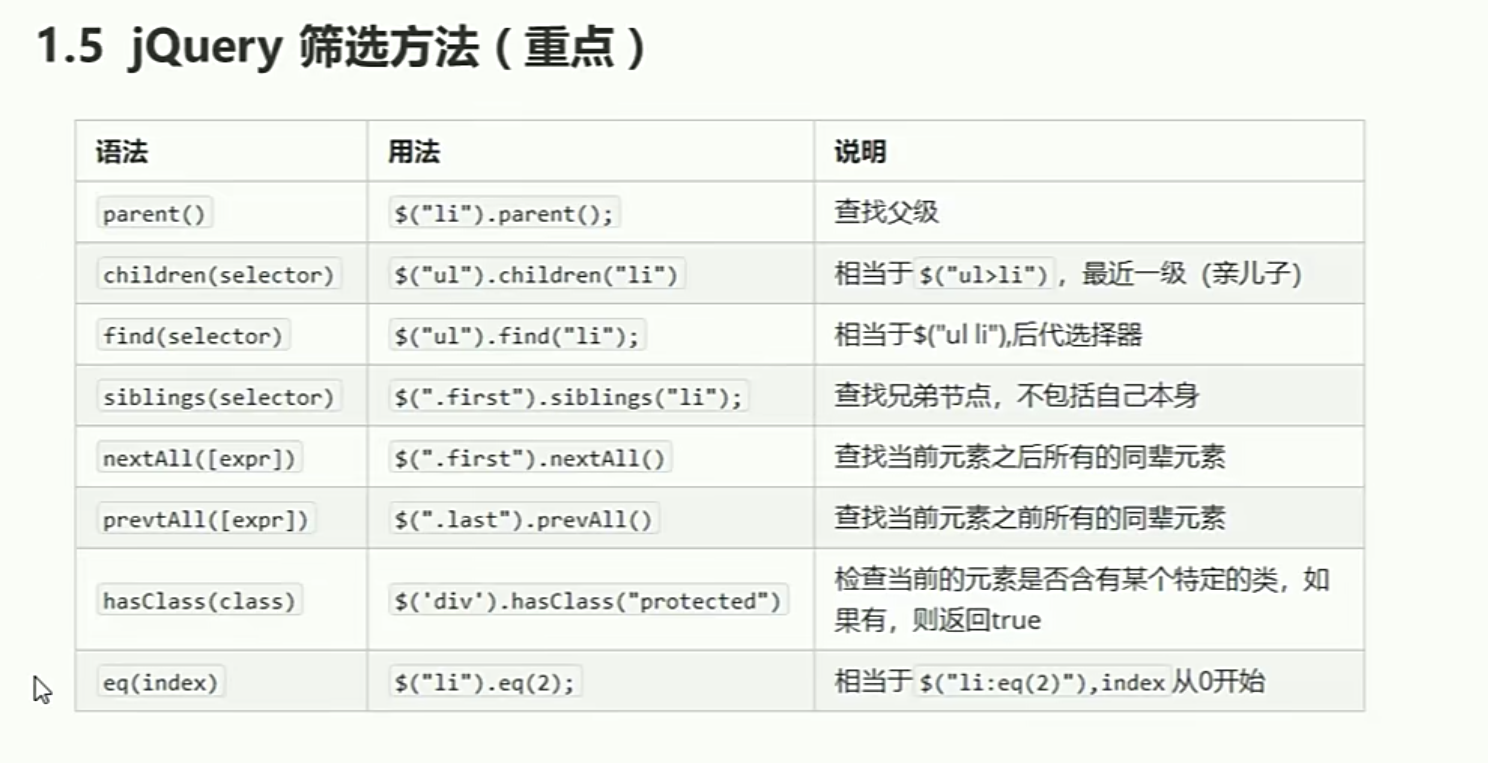 1.5 jQuery 筛选方法（重点）
语法 用法 说明
parent() $("li").parent(); 查找父级
children(selector) $("ul").children("li") 相当于$("ul>li")，最近一级（亲儿子）
find(selector) $("ul").find("li"); 相当于$("ul li"),后代选择器
siblings(selector) $(".first").siblings("li"); 查找兄弟节点，不包括自己本身
nextAll([expr]) $(".first").nextAll() 查找当前元素之后所有的同辈元素
prevtAll([expr]) $(".last").prevAll() 查找当前元素之前所有的同辈元素
hasClass(class) $('div').hasClass("protected") 检查当前的元素是否含有某个特定的类，如
果有，则返回true
eq(index) $("li").eq(2); 相当于$("li:eq(2)"),index从0开始